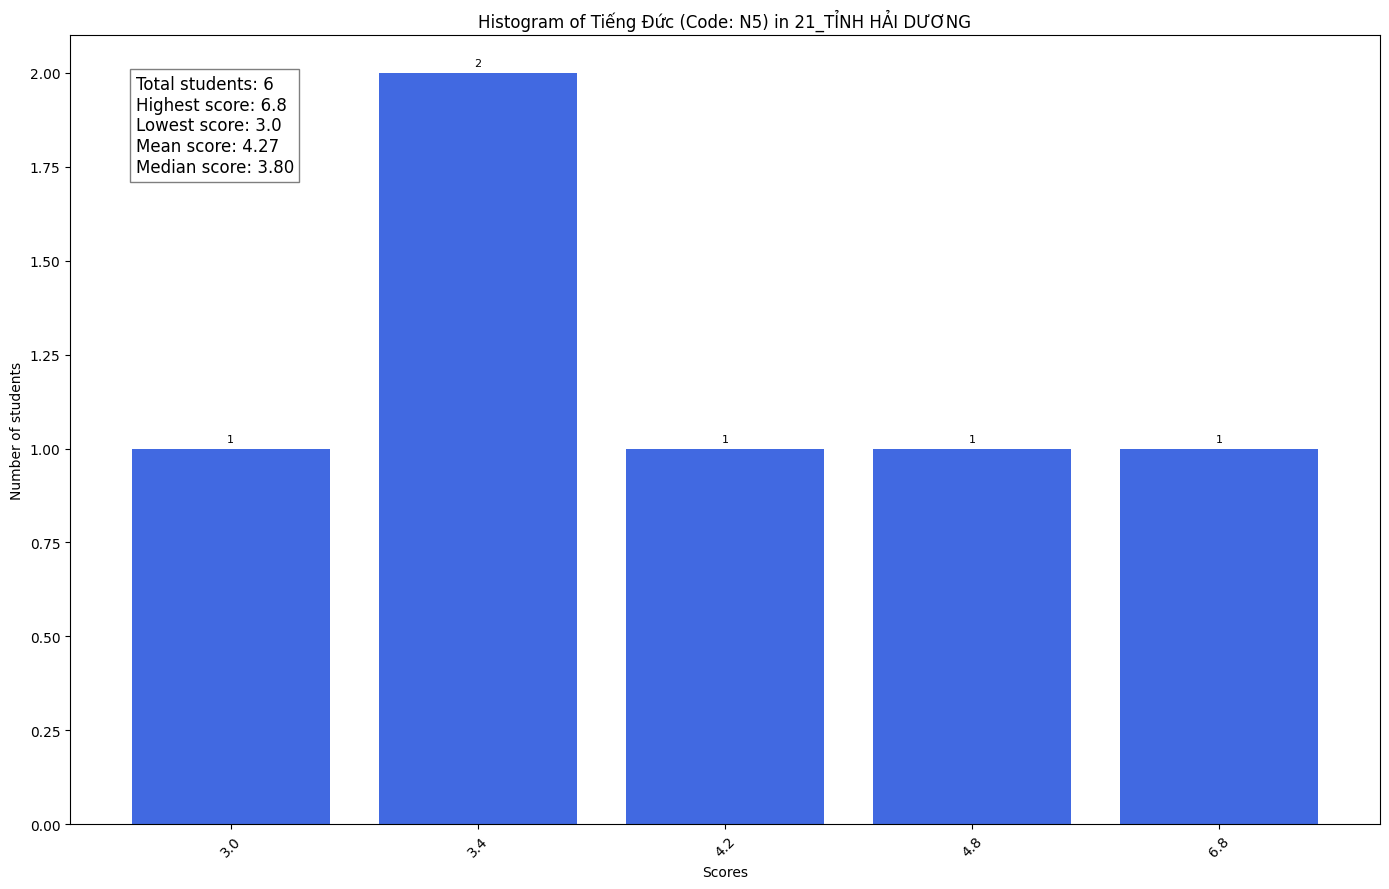 Histogram of Tiếng Đức (Code: N5) in 21_TỈNH HẢI DƯƠNG
Total students: 6
Highest score: 6.8
Lowest score: 3.0
Mean score: 4.27
Median score: 3.80
Number of students
2.00
1.75
1.50
1.25
1.00
0.75
0.50
0.25
0.00
1
2
1
1
1
3.0
3.4
4.2
4.8
6.8
Scores